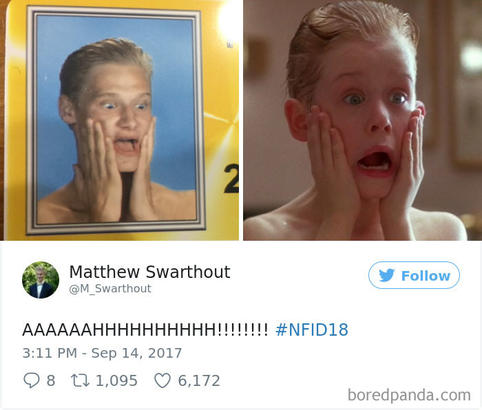 2
Matthew Swarthout
@M_Swarthout
Follow
AAAAAAHHHHHHHHHHH!!!!!!!! #NFID18
3:11 PM - Sep 14, 2017
8 1,095 6,172
boredpanda.com